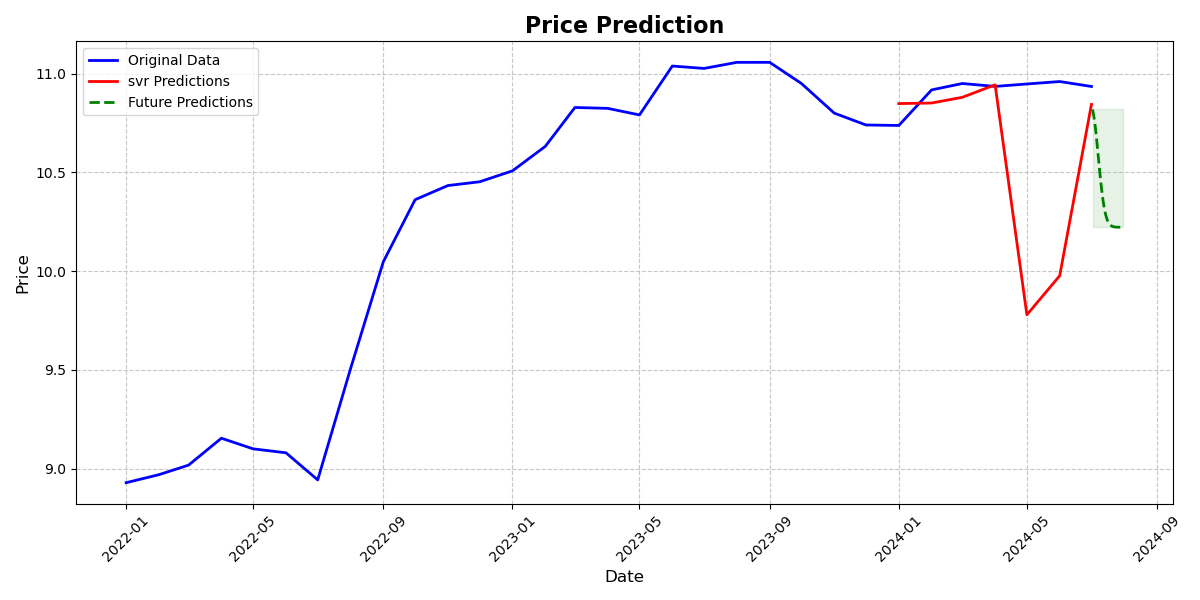 Price Prediction
Original Data
svr Predictions
Future Predictions
Price
11.0
10.5
10.0
9.5
9.0
2022-01
2022-05
2022-09
2023-01
2023-05
2023-09
2024-01
2024-05
2024-09
Date